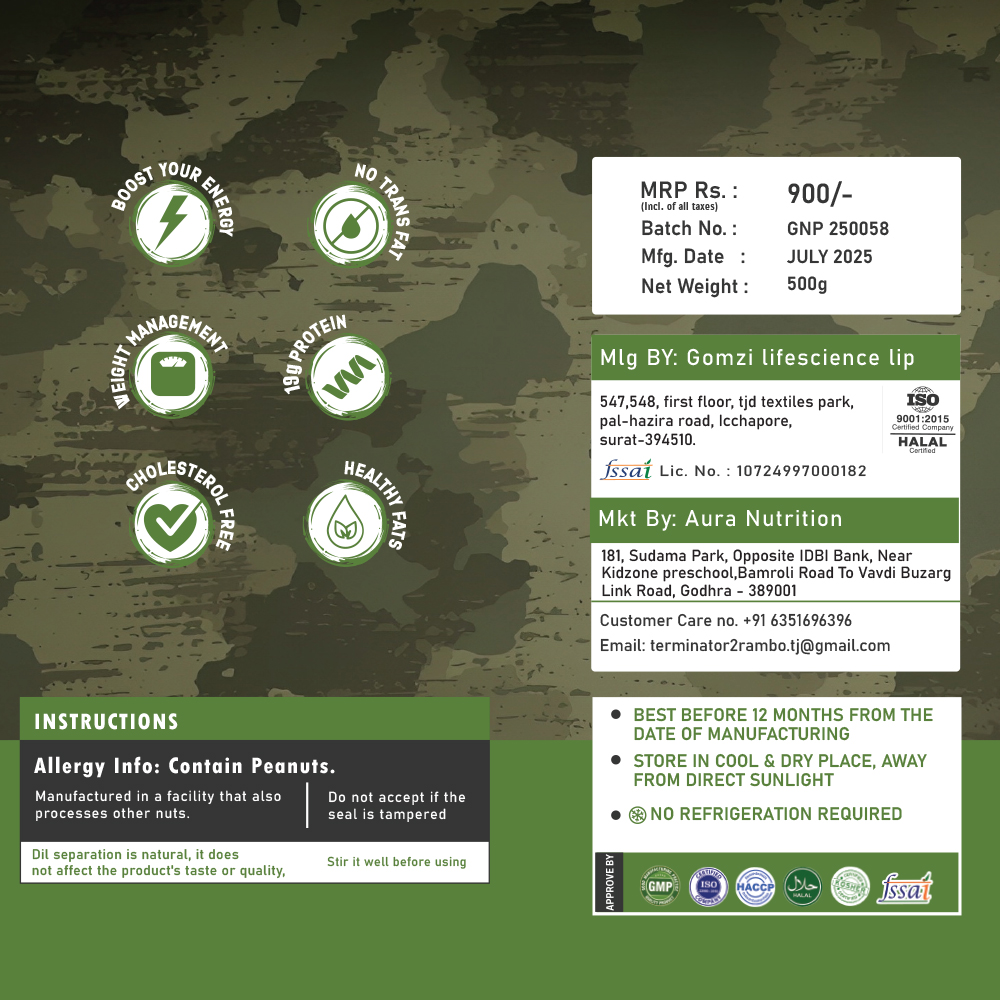 BOOST YOUR ENERGY
NO TRANS FAT
WEIGHT MANAGEMENT
19g PROTEIN
CHOLESTEROL FREE
HEALTHY FATS
MRP Rs. : 900/-
(Incl. of all taxes)
Batch No. : GNP 250058
Mfg. Date : JULY 2025
Net Weight : 500g
Mlg BY: Gomzi lifescience lip
547,548, first floor, tjd textiles park,
pal-hazira road, Icchapore,
surat-394510.
fssai Lic. No. : 10724997000182
ISO
9001:2015
Certified Company
HALAL
Certified
Mkt By: Aura Nutrition
181, Sudama Park, Opposite IDBI Bank, Near
Kidzone preschool,Bamroli Road To Vavdi Buzarg
Link Road, Godhra - 389001
Customer Care no. +91 6351696396
Email: terminator2rambo.tj@gmail.com
INSTRUCTIONS
Allergy Info: Contain Peanuts.
Manufactured in a facility that also
processes other nuts.
Do not accept if the
seal is tampered
Dil separation is natural, it does
not affect the product's taste or quality,
Stir it well before using
BEST BEFORE 12 MONTHS FROM THE
DATE OF MANUFACTURING
STORE IN COOL & DRY PLACE, AWAY
FROM DIRECT SUNLIGHT
NO REFRIGERATION REQUIRED
APPROVE BY
GMP
CERTIFIED
ISO
COMPANY
HACCP
حلال
HALAL
GSHEP
fssai